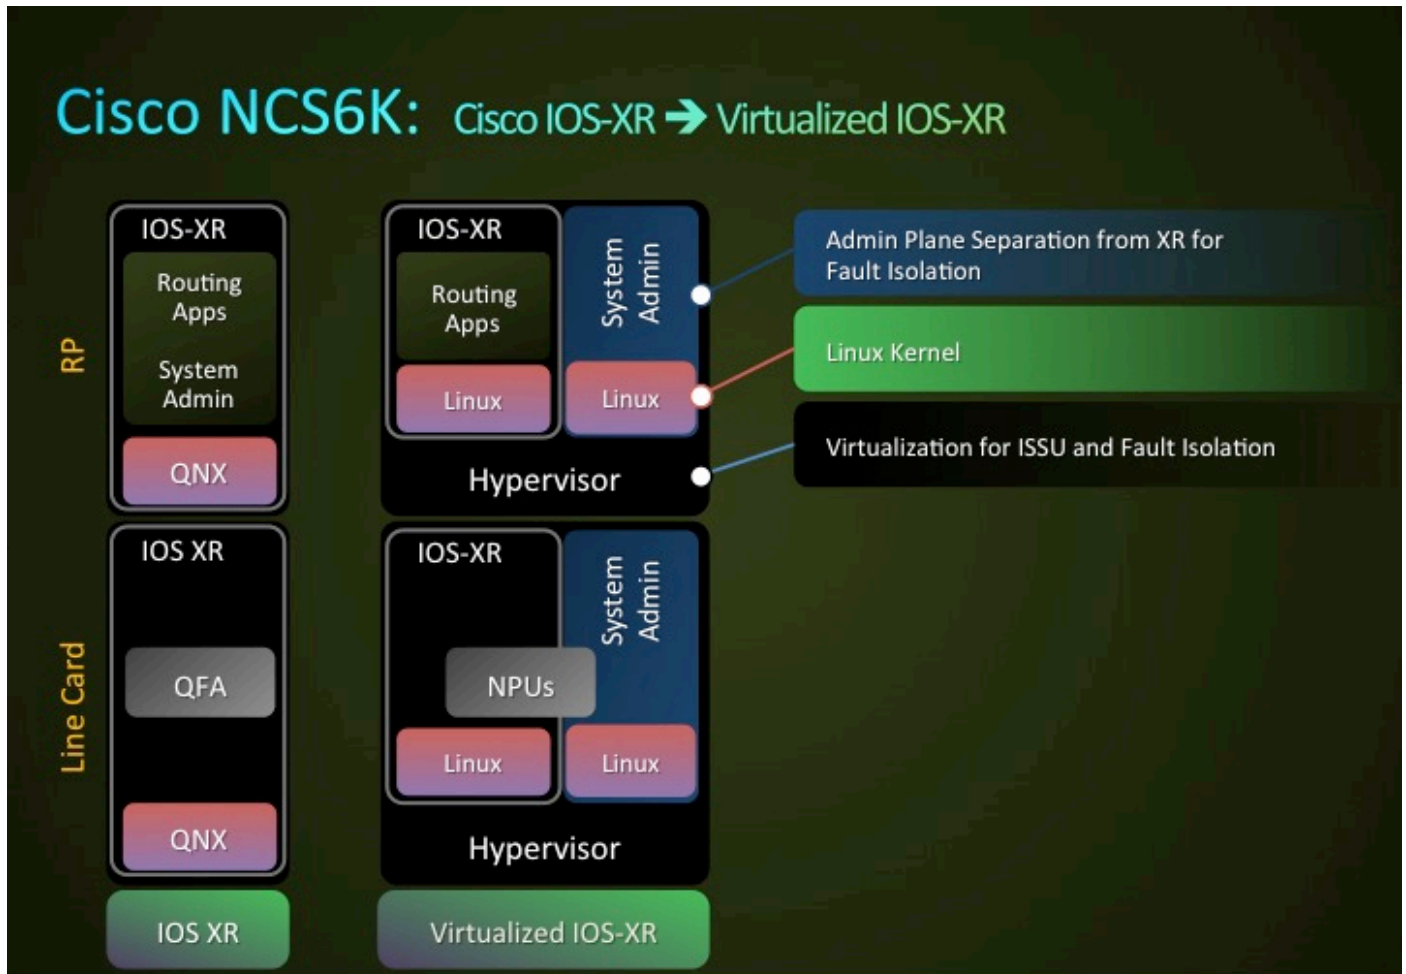 Cisco NCS6K: Cisco IOS-XR ➔ Virtualized IOS-XR
RP
IOS-XR
Routing
Apps
System
Admin
QNX
IOS-XR
Routing
Apps
Linux
System
Admin
Linux
Hypervisor
Admin Plane Separation from XR for
Fault Isolation
Linux Kernel
Virtualization for ISSU and Fault Isolation
Line Card
IOS XR
QFA
QNX
IOS-XR
NPUs
Linux
System
Admin
Linux
Hypervisor
IOS XR
Virtualized IOS-XR